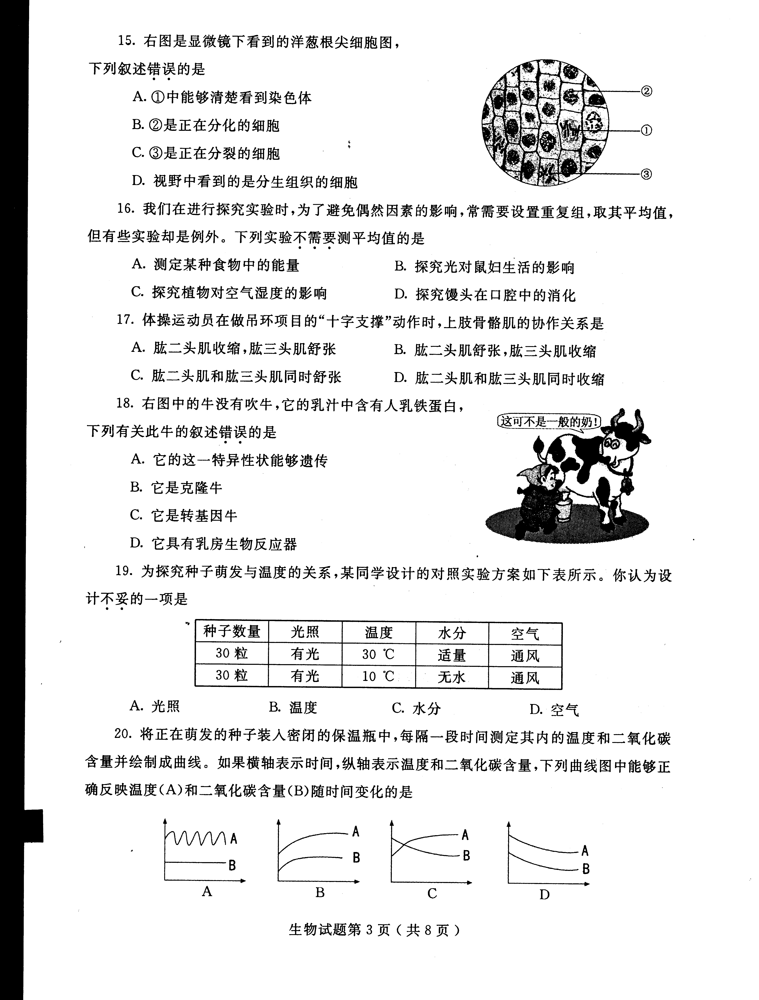 15. 右图是显微镜下看到的洋葱根尖细胞图，
下列叙述错误的是
A. ①中能够清楚看到染色体
B. ②是正在分化的细胞
C. ③是正在分裂的细胞
D. 视野中看到的是分生组织的细胞
②
①
③
16. 我们在进行探究实验时，为了避免偶然因素的影响，常需要设置重复组，取其平均值，
但有些实验却是例外。下列实验不需要测平均值的是
A. 测定某种食物中的能量 B. 探究光对鼠妇生活的影响
C. 探究植物对空气湿度的影响 D. 探究馒头在口腔中的消化
17. 体操运动员在做吊环项目的“十字支撑”动作时，上肢骨骼肌的协作关系是
A. 肱二头肌收缩，肱三头肌舒张 B. 肱二头肌舒张，肱三头肌收缩
C. 肱二头肌和肱三头肌同时舒张 D. 肱二头肌和肱三头肌同时收缩
18. 右图中的牛没有吹牛，它的乳汁中含有人乳铁蛋白，
下列有关此牛的叙述错误的是
A. 它的这一特异性状能够遗传
B. 它是克隆牛
C. 它是转基因牛
D. 它具有乳房生物反应器
这可不是一般的奶！
19. 为探究种子萌发与温度的关系，某同学设计的对照实验方案如下表所示。你认为设
计不妥的一项是
种子数量 光照 温度 水分 空气
30 粒 有光 30 ℃ 适量 通风
30 粒 有光 10 ℃ 无水 通风
A. 光照 B. 温度 C. 水分 D. 空气
20. 将正在萌发的种子装入密闭的保温瓶中，每隔一段时间测定其内的温度和二氧化碳
含量并绘制成曲线。如果横轴表示时间，纵轴表示温度和二氧化碳含量，下列曲线图中能够正
确反映温度(A)和二氧化碳含量(B)随时间变化的是
A A A A
B B B B
A B C D
生物试题第 3 页（共 8 页）